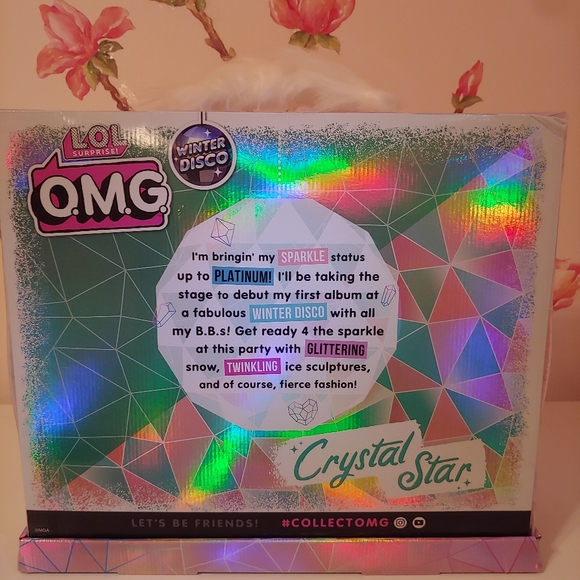 L.O.L.
SURPRISE!
O.M.G.
WINTER
DISCO
I'm bringin' my SPARKLE status
up to PLATINUM! I'll be taking the
stage to debut my first album at
a fabulous WINTER DISCO with all
my B.B.s! Get ready 4 the sparkle
at this party with GLITTERING
snow, TWINKLING ice sculptures,
and of course, fierce fashion!
Crystal
Star
©MGA
LET'S BE FRIENDS! #COLLECTOMG